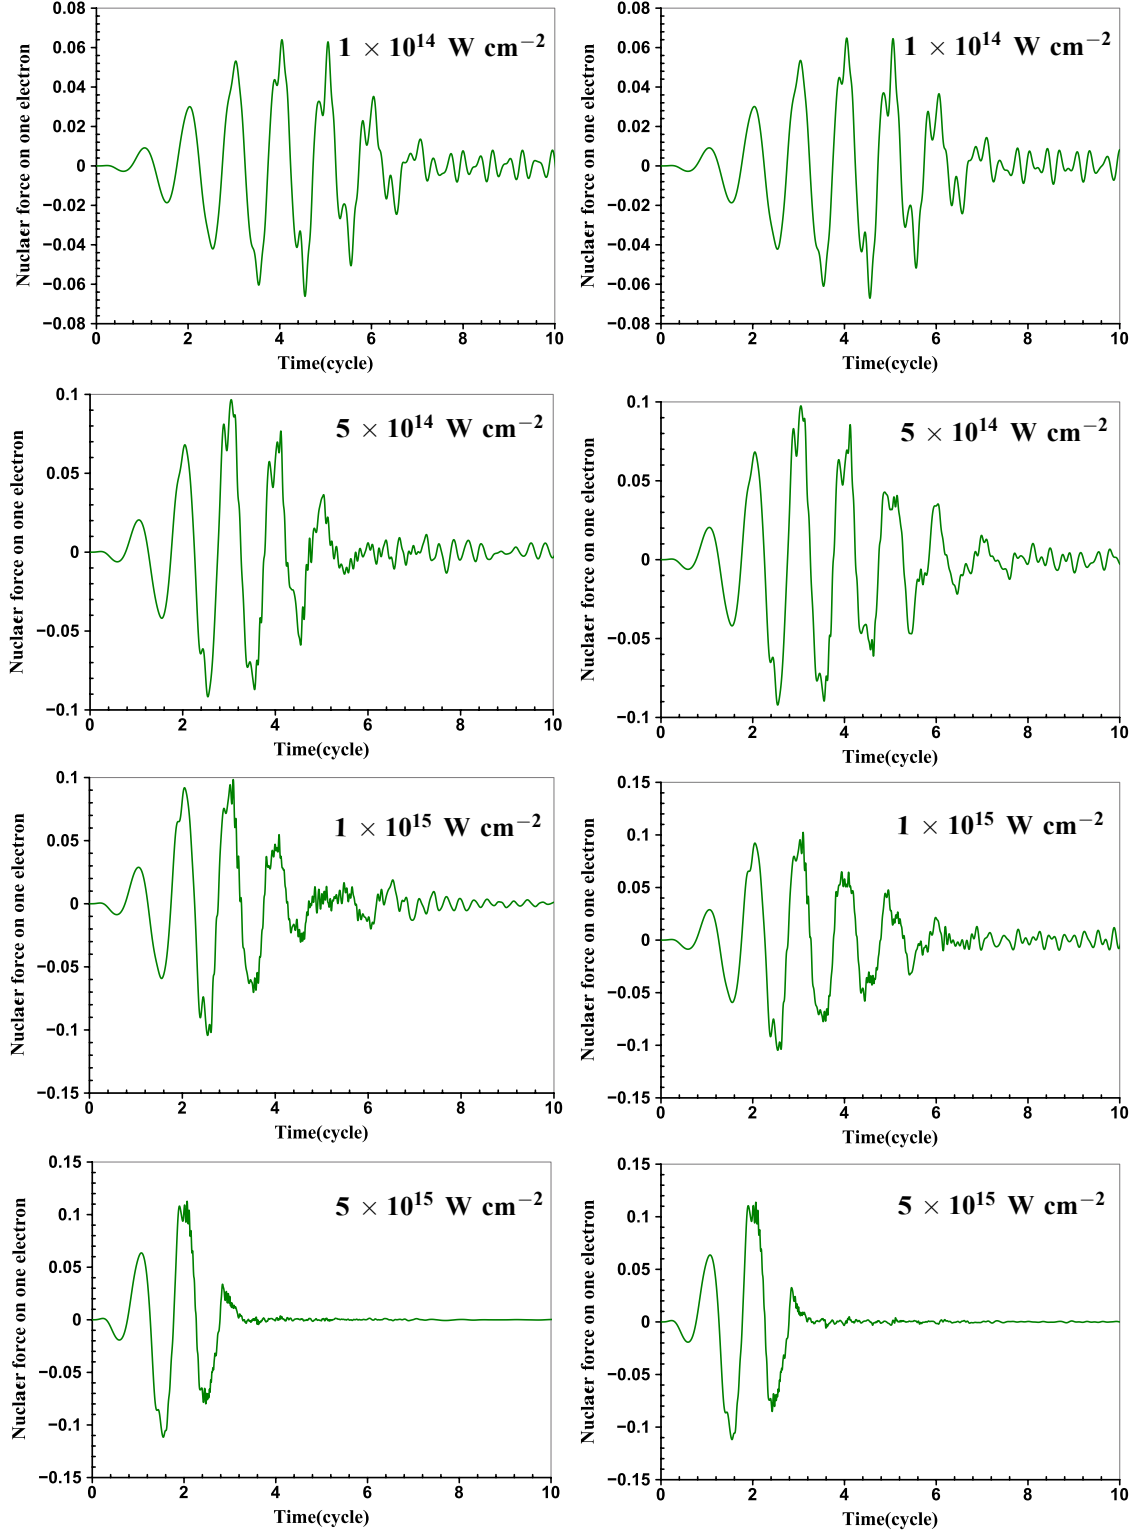 0.08
0.06
0.04
0.02
0
−0.02
−0.04
−0.06
−0.08
Nuclaer force on one electron
1 × 10¹⁴ W cm⁻²
0 2 4 6 8 10
Time(cycle)
0.08
0.06
0.04
0.02
0
−0.02
−0.04
−0.06
−0.08
Nuclaer force on one electron
1 × 10¹⁴ W cm⁻²
0 2 4 6 8 10
Time(cycle)
0.1
0.05
0
−0.05
−0.1
Nuclaer force on one electron
5 × 10¹⁴ W cm⁻²
0 2 4 6 8 10
Time(cycle)
0.1
0.05
0
−0.05
−0.1
Nuclaer force on one electron
5 × 10¹⁴ W cm⁻²
0 2 4 6 8 10
Time(cycle)
0.1
0.05
0
−0.05
−0.1
−0.15
Nuclaer force on one electron
1 × 10¹⁵ W cm⁻²
0 2 4 6 8 10
Time(cycle)
0.15
0.1
0.05
0
−0.05
−0.1
−0.15
Nuclaer force on one electron
1 × 10¹⁵ W cm⁻²
0 2 4 6 8 10
Time(cycle)
0.15
0.1
0.05
0
−0.05
−0.1
−0.15
Nuclaer force on one electron
5 × 10¹⁵ W cm⁻²
0 2 4 6 8 10
Time(cycle)
0.15
0.1
0.05
0
−0.05
−0.1
−0.15
Nuclaer force on one electron
5 × 10¹⁵ W cm⁻²
0 2 4 6 8 10
Time(cycle)